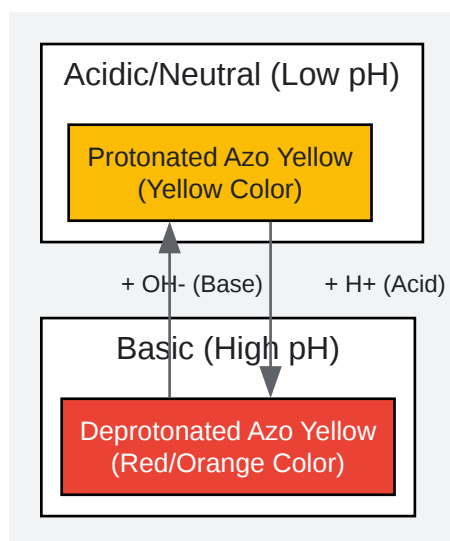 Acidic/Neutral (Low pH)
Protonated Azo Yellow
(Yellow Color)
+ OH- (Base)
+ H+ (Acid)
Basic (High pH)
Deprotonated Azo Yellow
(Red/Orange Color)